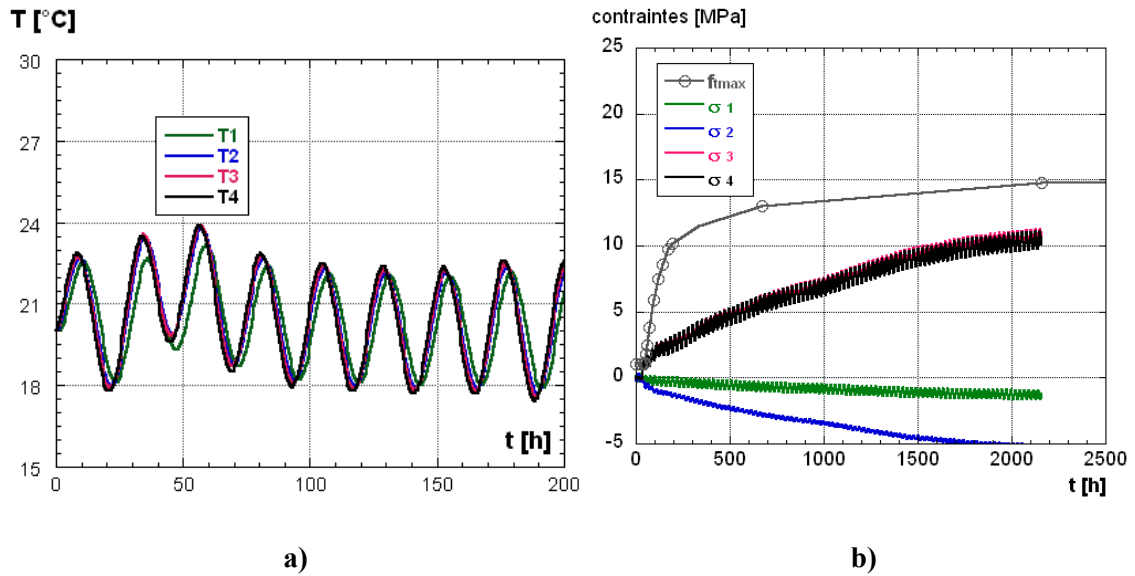 T [°C]
30
27
24
21
18
15
T1
T2
T3
T4
t [h]
0
50
100
150
200
a)
contraintes [MPa]
25
20
15
10
5
0
-5
ftmax
σ 1
σ 2
σ 3
σ 4
0
500
1000
1500
2000
2500
t [h]
b)